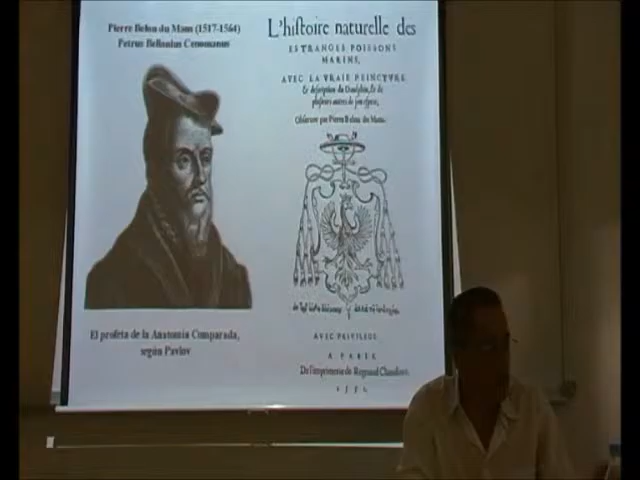 Pierre Belon du Mans (1517-1564)
Petrus Bellonius Cenomanus
El profeta de la Anatomía Comparada,
según Pavlov
L'histoire naturelle des
ESTRANGES POISSONS
MARINS,
AVEC LA VRAIE PEINCTVRE
& description du Daulphin, & de
plusieurs autres de son espece,
Obseruee par Pierre Belon du Mans.
AVEC PRIVILEGE
A PARIS
De l'imprimerie de Regnaud Chaudiere.